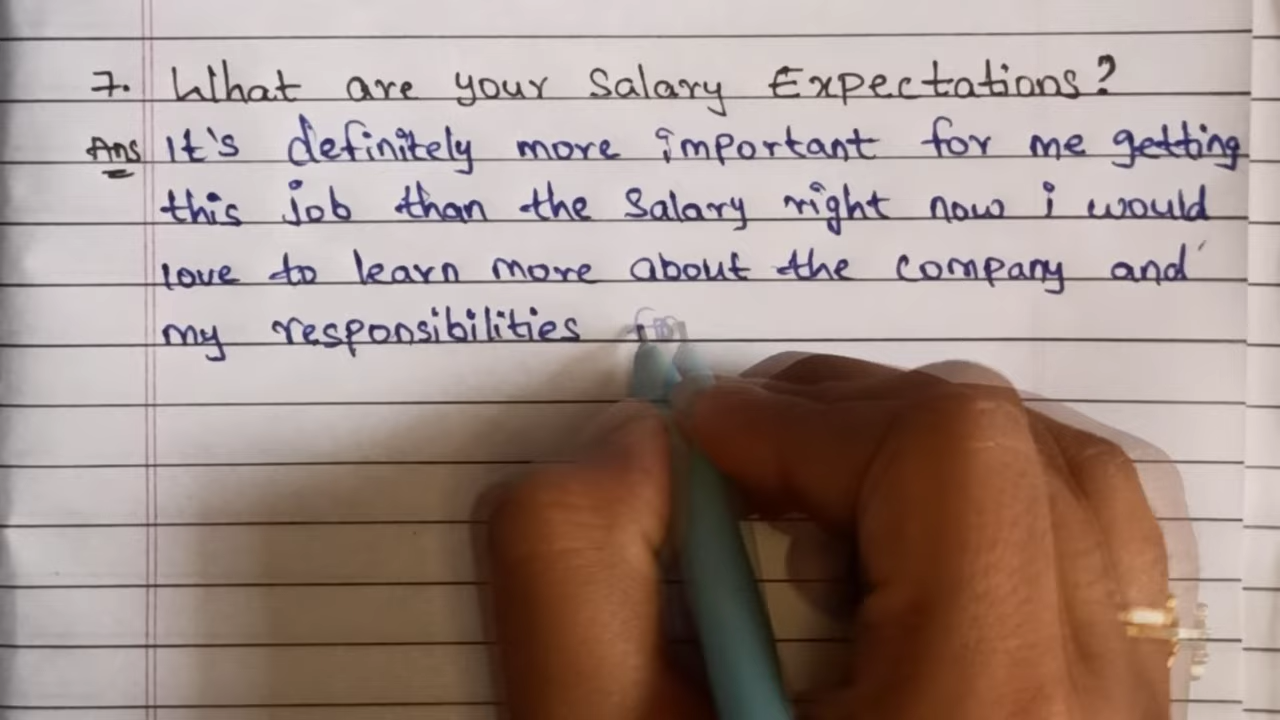 7. What are your Salary Expectations?
Ans It's definitely more important for me getting
this job than the Salary right now i would
love to learn more about the company and
my responsibilities